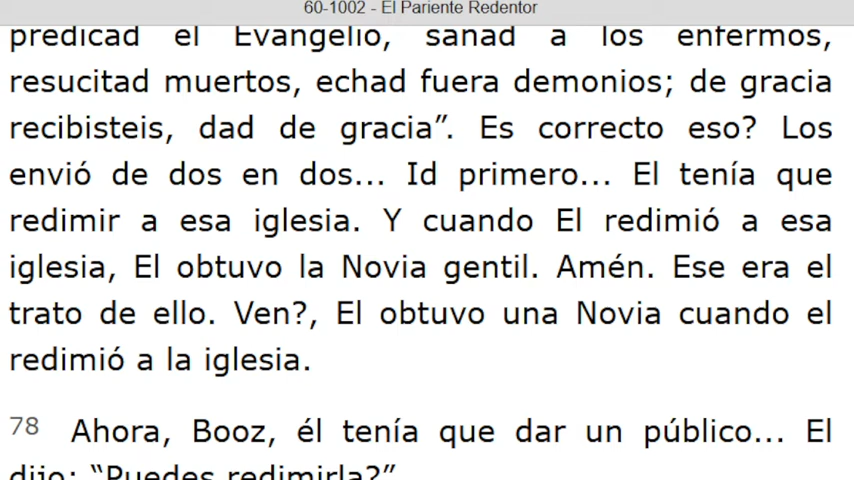 60-1002 - El Pariente Redentor
predicad el Evangelio, sanad a los enfermos,
resucitad muertos, echad fuera demonios; de gracia
recibisteis, dad de gracia”. Es correcto eso? Los
envió de dos en dos... Id primero... El tenía que
redimir a esa iglesia. Y cuando El redimió a esa
iglesia, El obtuvo la Novia gentil. Amén. Ese era el
trato de ello. Ven?, El obtuvo una Novia cuando el
redimió a la iglesia.
78 Ahora, Booz, él tenía que dar un público... El
dijo: “Puedes redimirla?”